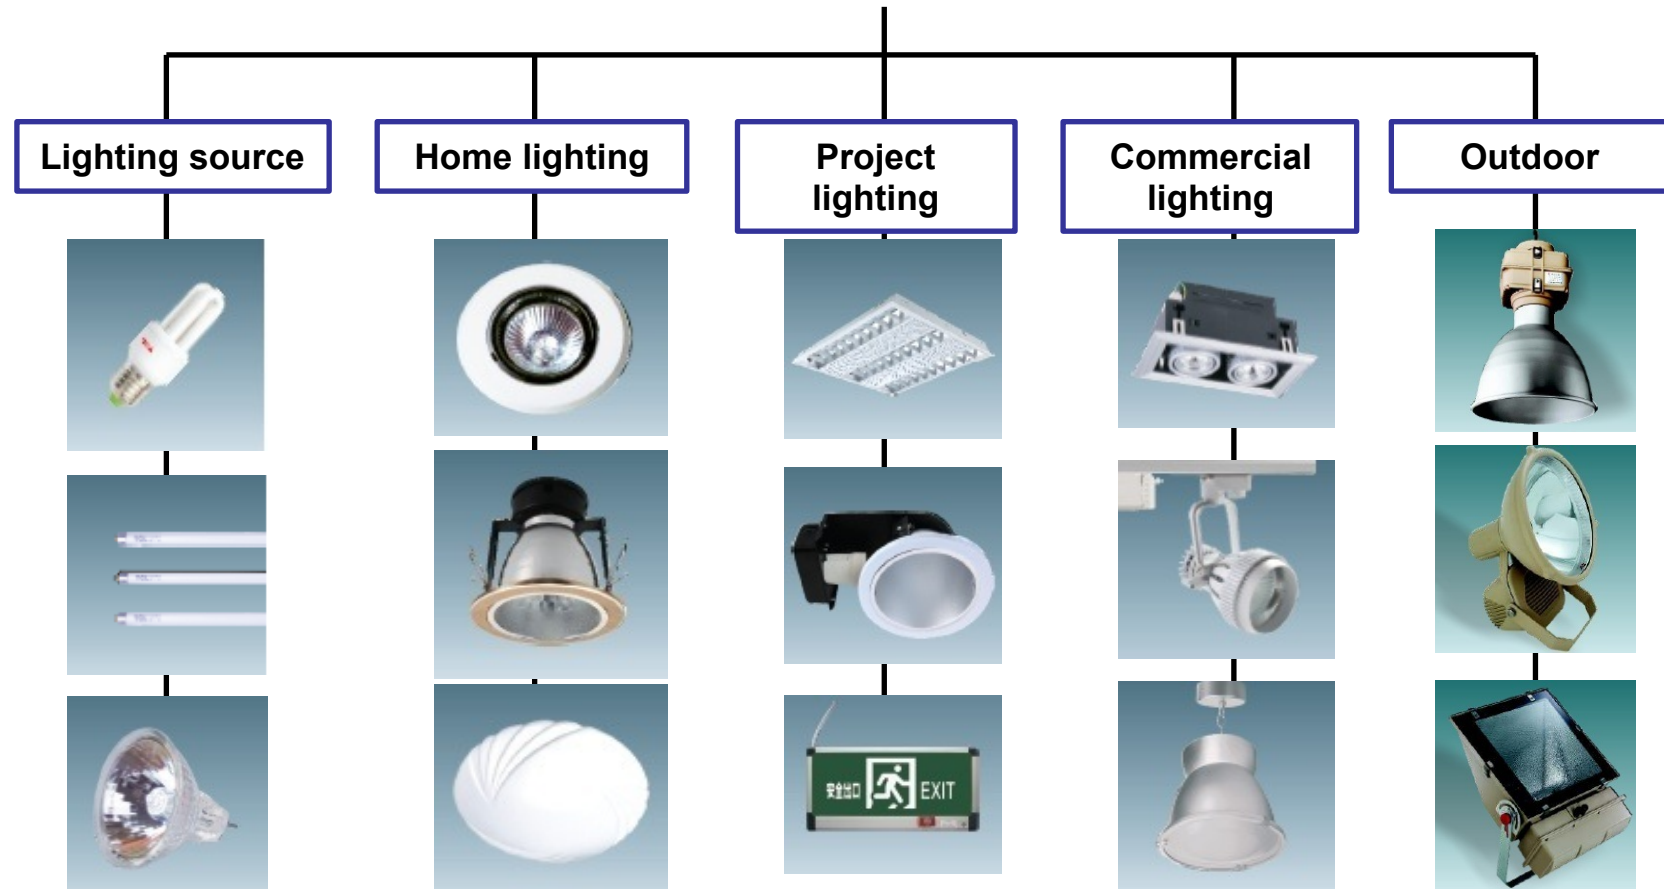 Lighting source
Home lighting
Project
lighting
Commercial
lighting
Outdoor
安全出口
EXIT